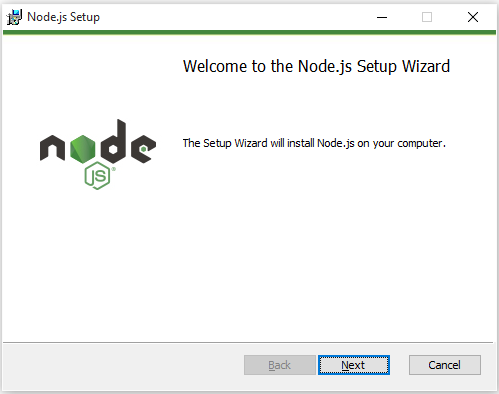 Node.js Setup
Welcome to the Node.js Setup Wizard
node
JS®
The Setup Wizard will install Node.js on your computer.
Back
Next
Cancel